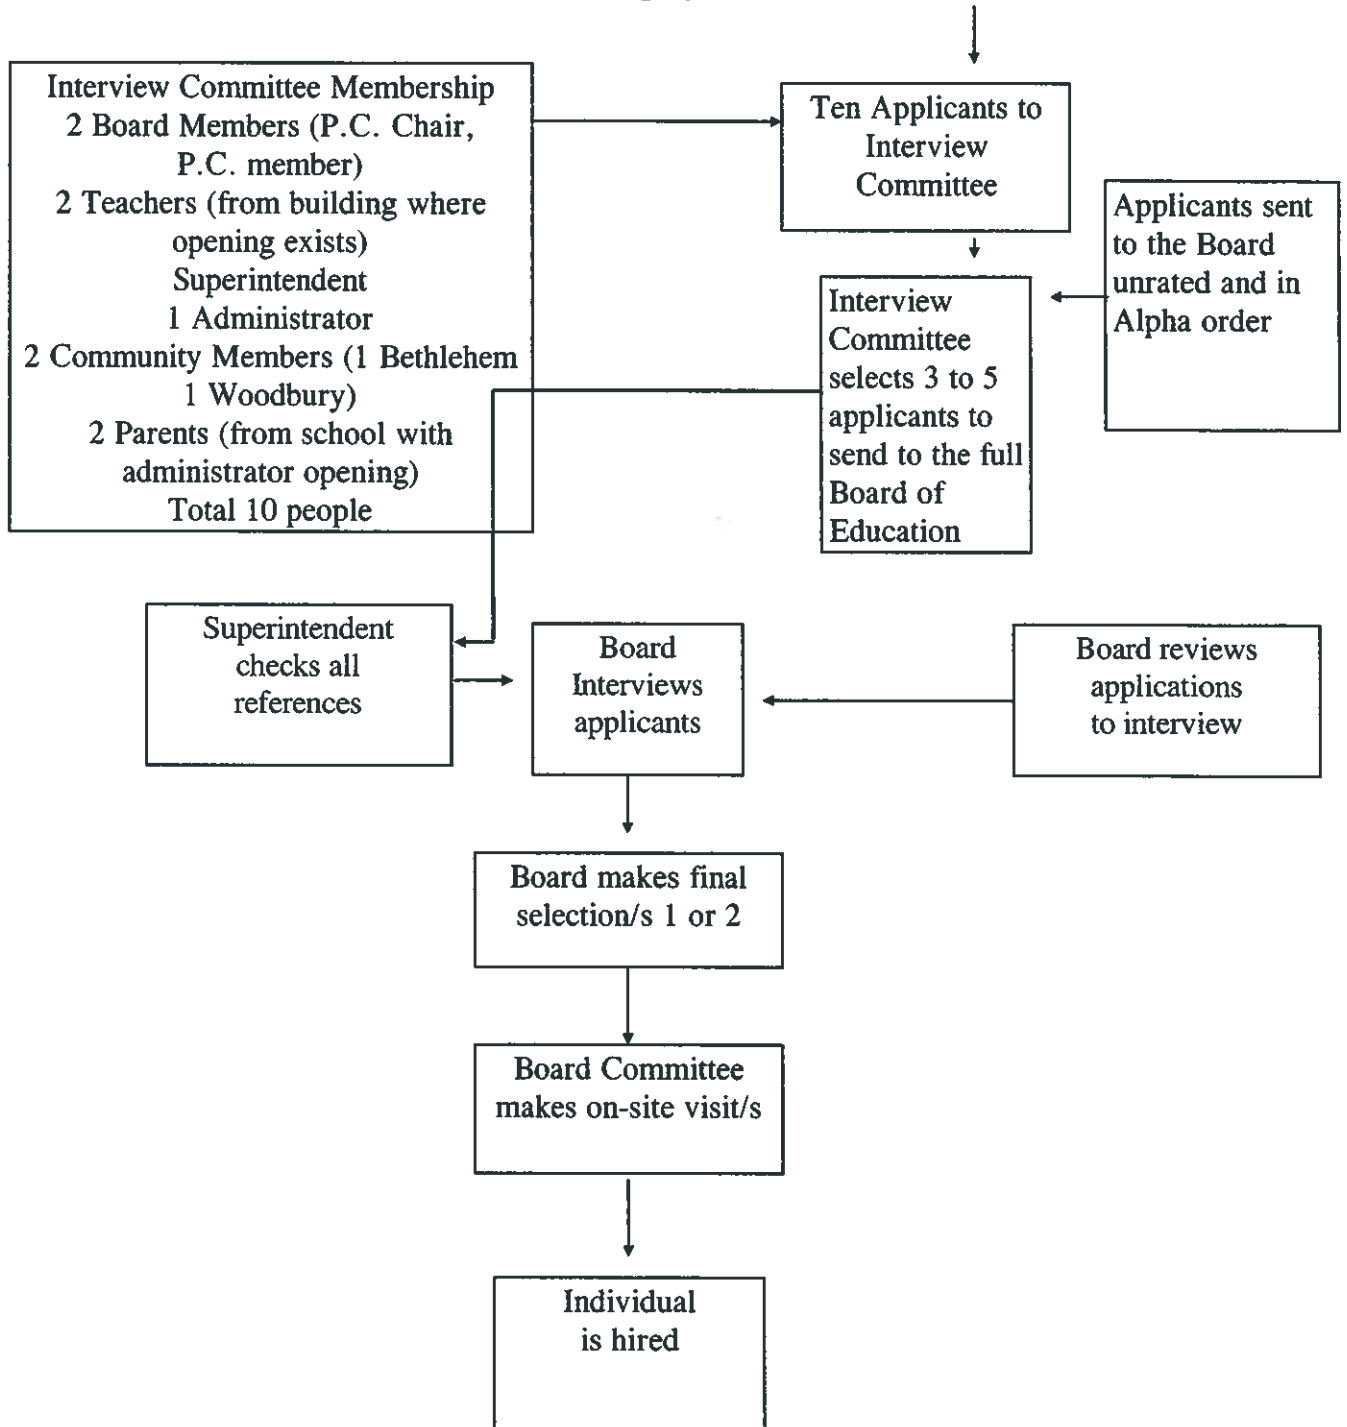 Interview Committee Membership
2 Board Members (P.C. Chair,
P.C. member)
2 Teachers (from building where
opening exists)
Superintendent
1 Administrator
2 Community Members (1 Bethlehem
1 Woodbury)
2 Parents (from school with
administrator opening)
Total 10 people
Ten Applicants to
Interview
Committee
Applicants sent
to the Board
unrated and in
Alpha order
Interview
Committee
selects 3 to 5
applicants to
send to the full
Board of
Education
Superintendent
checks all
references
Board
Interviews
applicants
Board reviews
applications
to interview
Board makes final
selection/s 1 or 2
Board Committee
makes on-site visit/s
Individual
is hired